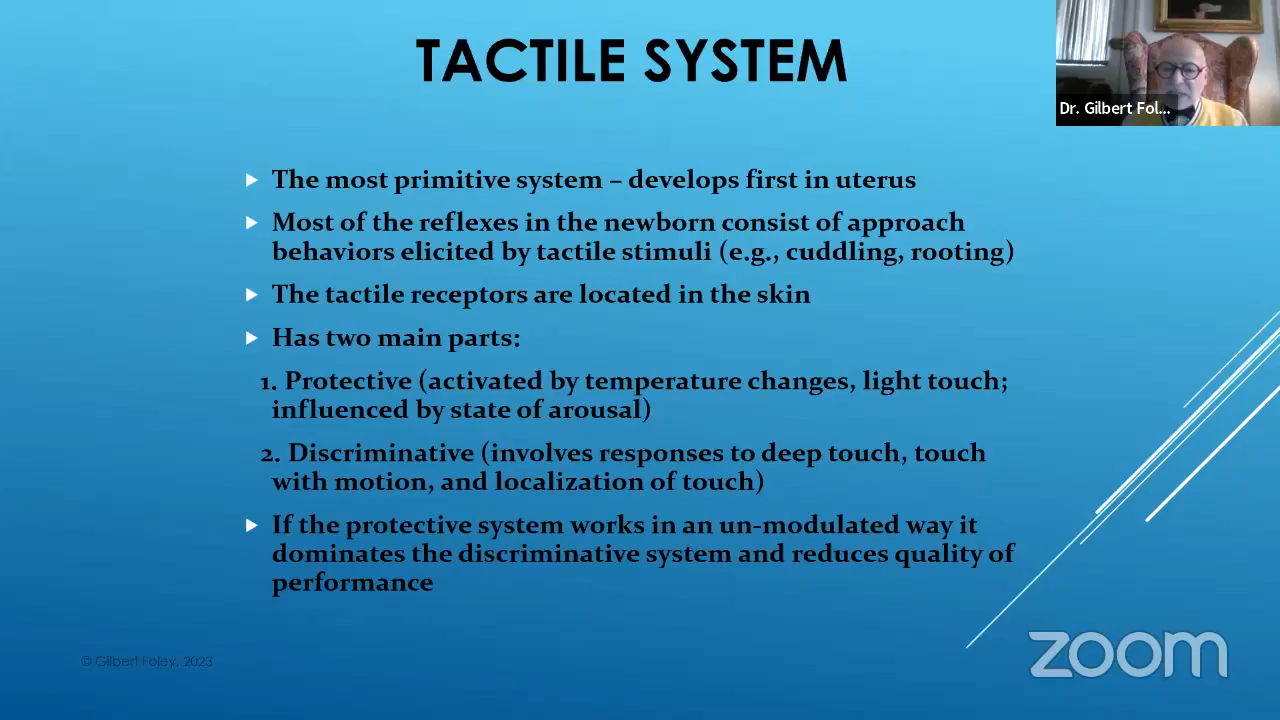 TACTILE SYSTEM
Dr. Gilbert Fol...
The most primitive system – develops first in uterus
Most of the reflexes in the newborn consist of approach
behaviors elicited by tactile stimuli (e.g., cuddling, rooting)
The tactile receptors are located in the skin
Has two main parts:
1. Protective (activated by temperature changes, light touch;
influenced by state of arousal)
2. Discriminative (involves responses to deep touch, touch
with motion, and localization of touch)
If the protective system works in an un-modulated way it
dominates the discriminative system and reduces quality of
performance
© Gilbert Foley, 2023
zoom